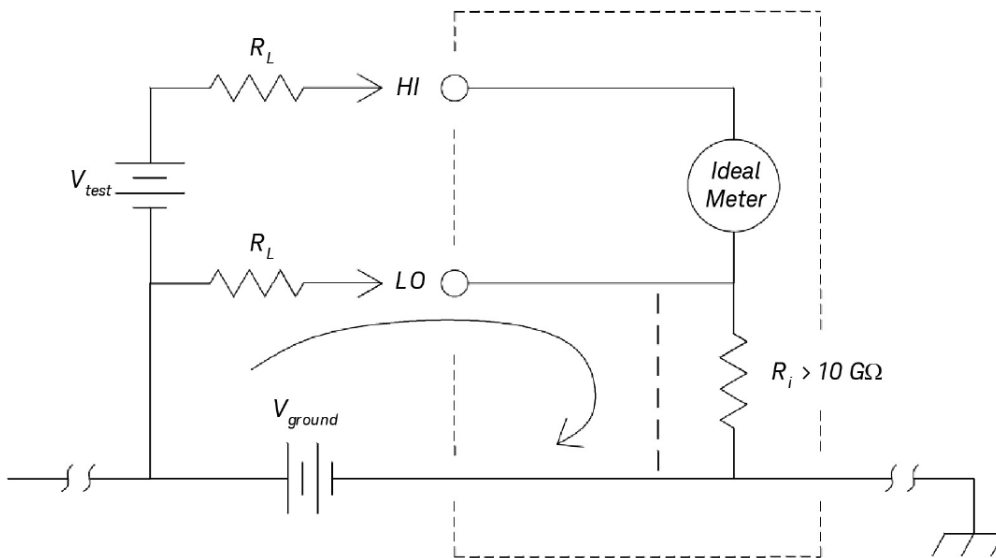 R_L
HI
V_test
Ideal
Meter
R_L
LO
R_i > 10 GΩ
V_ground